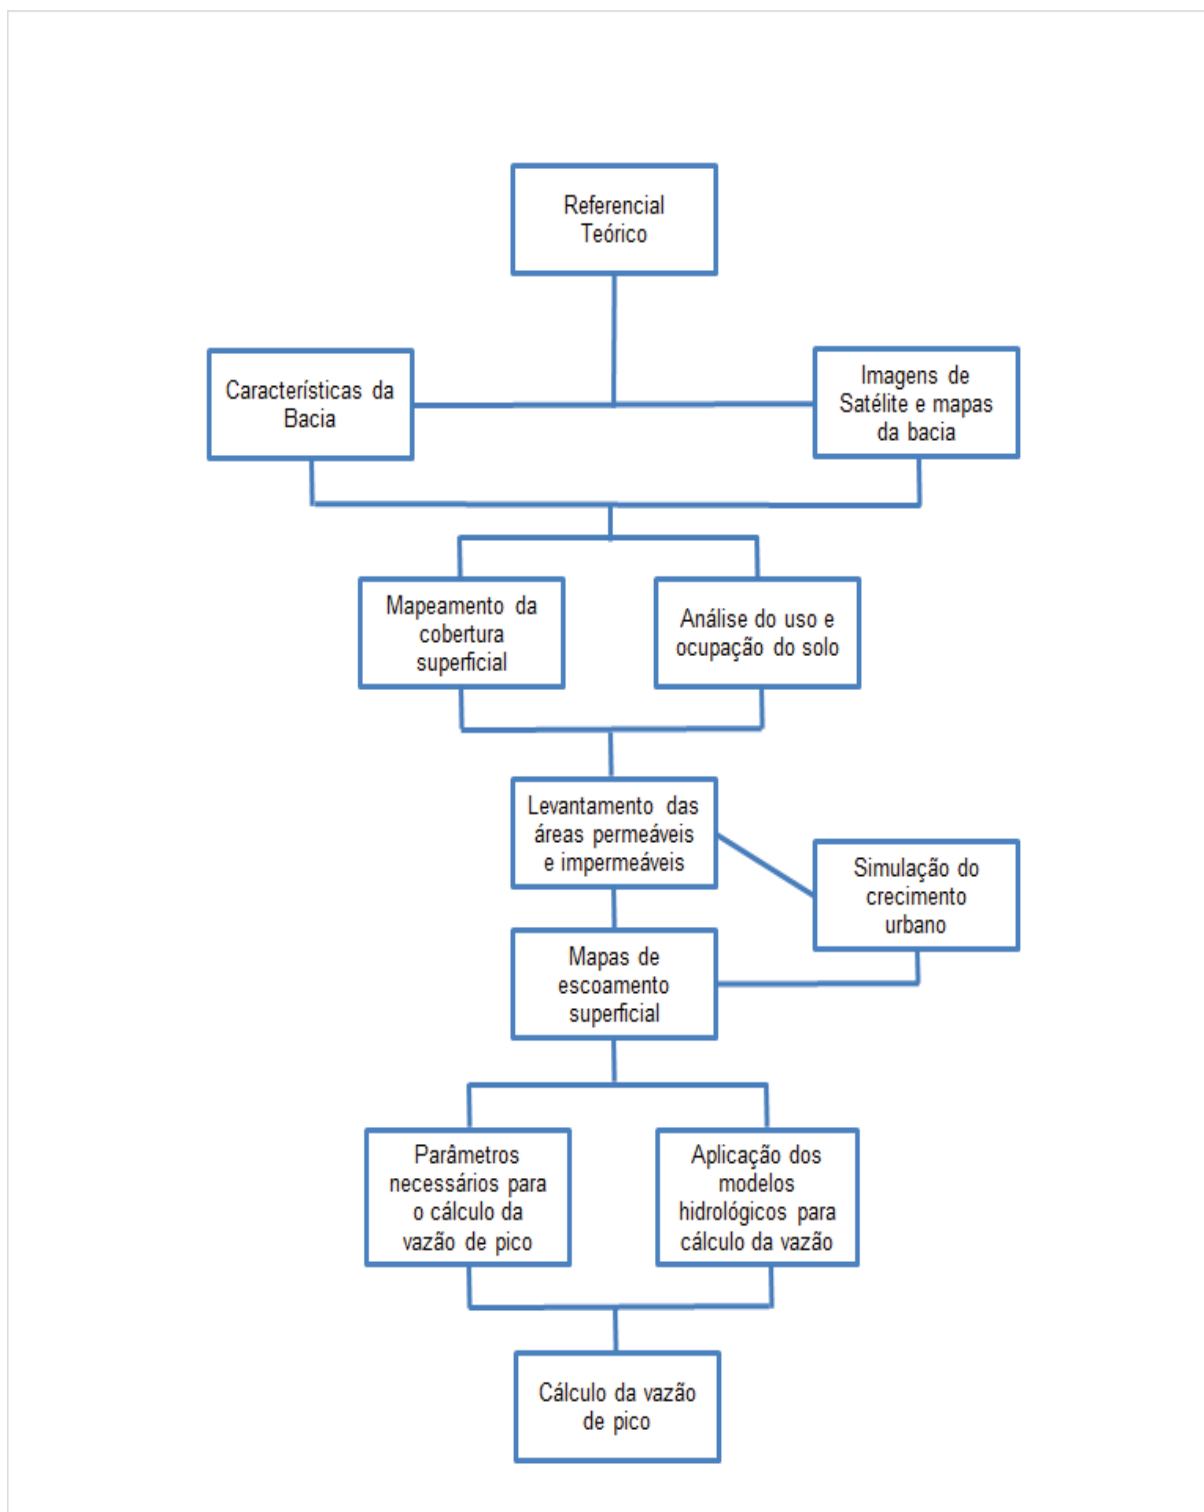 Referencial
Teórico
Características da
Bacia
Imagens de
Satélite e mapas
da bacia
Mapeamento da
cobertura
superficial
Análise do uso e
ocupação do solo
Levantamento das
áreas permeáveis
e impermeáveis
Simulação do
crecimento
urbano
Mapas de
escoamento
superficial
Parâmetros
necessários para
o cálculo da
vazão de pico
Aplicação dos
modelos
hidrológicos para
cálculo da vazão
Cálculo da vazão
de pico